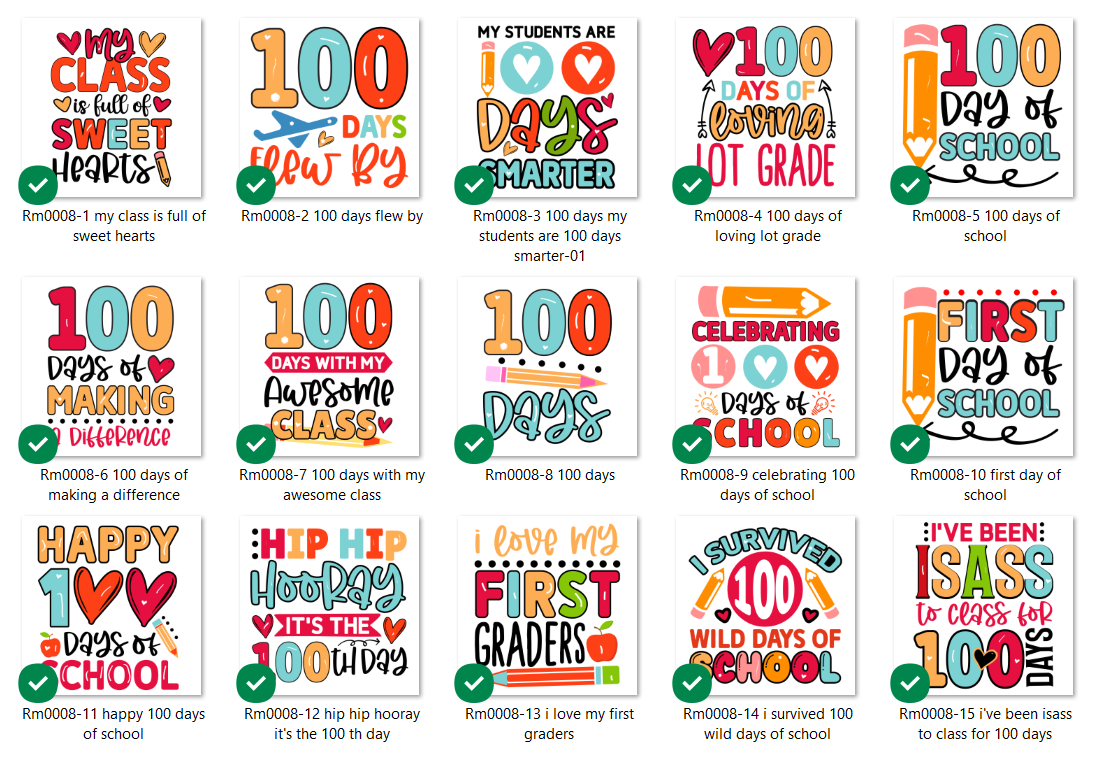 my
CLASS
is full of
SWEET
HEARTS
Rm0008-1 my class is full of
sweet hearts
100
DAYS
FLEW BY
Rm0008-2 100 days flew by
MY STUDENTS ARE
100
Days
SMARTER
Rm0008-3 100 days my
students are 100 days
smarter-01
100
DAYS OF
loving
LOT GRADE
Rm0008-4 100 days of
loving lot grade
100
Day of
SCHOOL
Rm0008-5 100 days of
school
100
Days of
MAKING
A DIFFERENCE
Rm0008-6 100 days of
making a difference
100
DAYS WITH MY
Awesome
CLASS
Rm0008-7 100 days with my
awesome class
100
DAYS
Rm0008-8 100 days
CELEBRATING
1
Days of
SCHOOL
Rm0008-9 celebrating 100
days of school
FIRST
Day of
SCHOOL
Rm0008-10 first day of
school
HAPPY
1
Days of
SCHOOL
Rm0008-11 happy 100 days
of school
HIP HIP
HOORAY
IT'S THE
100th DAY
Rm0008-12 hip hip hooray
it's the 100 th day
i love my
FIRST
GRADERS
Rm0008-13 i love my first
graders
I SURVIVED
100
WILD DAYS OF
SCHOOL
Rm0008-14 i survived 100
wild days of school
I'VE BEEN
ISASS
to class for
100
DAYS
Rm0008-15 i've been isass
to class for 100 days